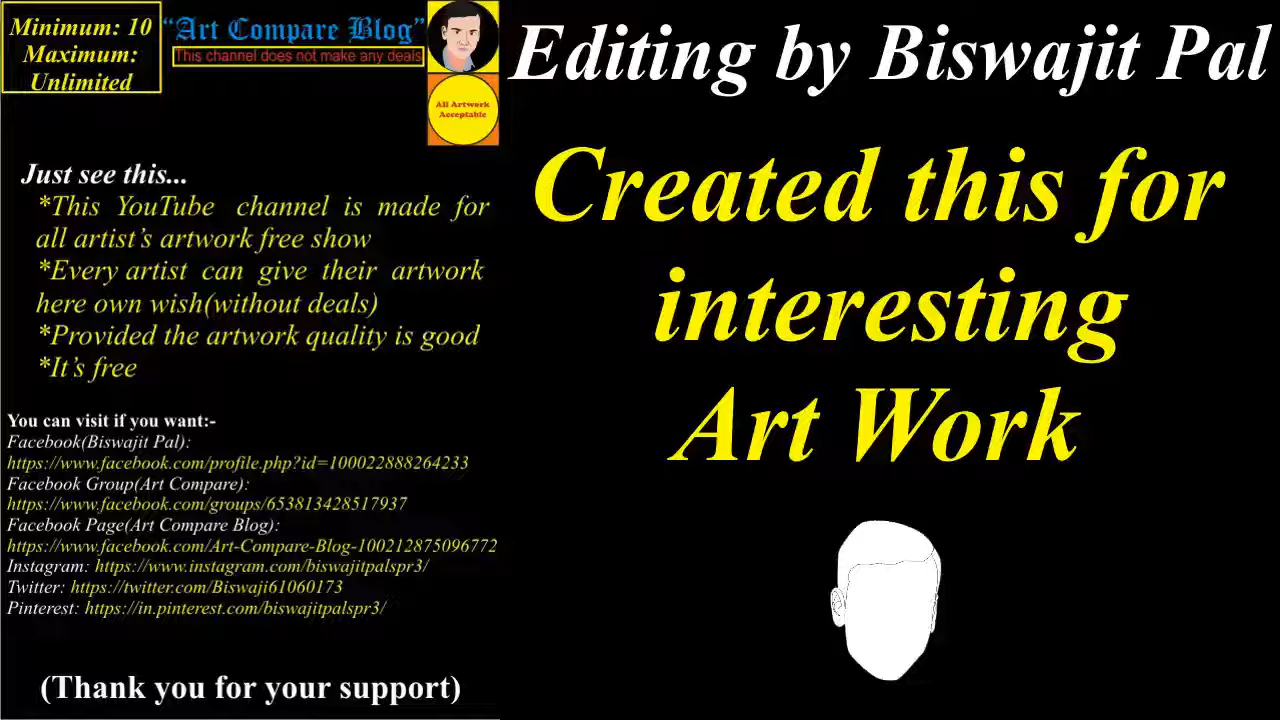 Minimum: 10
Maximum:
Unlimited
“Art Compare Blog”
This channel does not make any deals
All Artwork
Acceptable
Just see this...
*This YouTube channel is made for
all artist’s artwork free show
*Every artist can give their artwork
here own wish(without deals)
*Provided the artwork quality is good
*It’s free
You can visit if you want:-
Facebook(Biswajit Pal):
https://www.facebook.com/profile.php?id=100022888264233
Facebook Group(Art Compare):
https://www.facebook.com/groups/653813428517937
Facebook Page(Art Compare Blog):
https://www.facebook.com/Art-Compare-Blog-100212875096772
Instagram: https://www.instagram.com/biswajitpalspr3/
Twitter: https://twitter.com/Biswaji61060173
Pinterest: https://in.pinterest.com/biswajitpalspr3/
(Thank you for your support)
Editing by Biswajit Pal
Created this for
interesting
Art Work